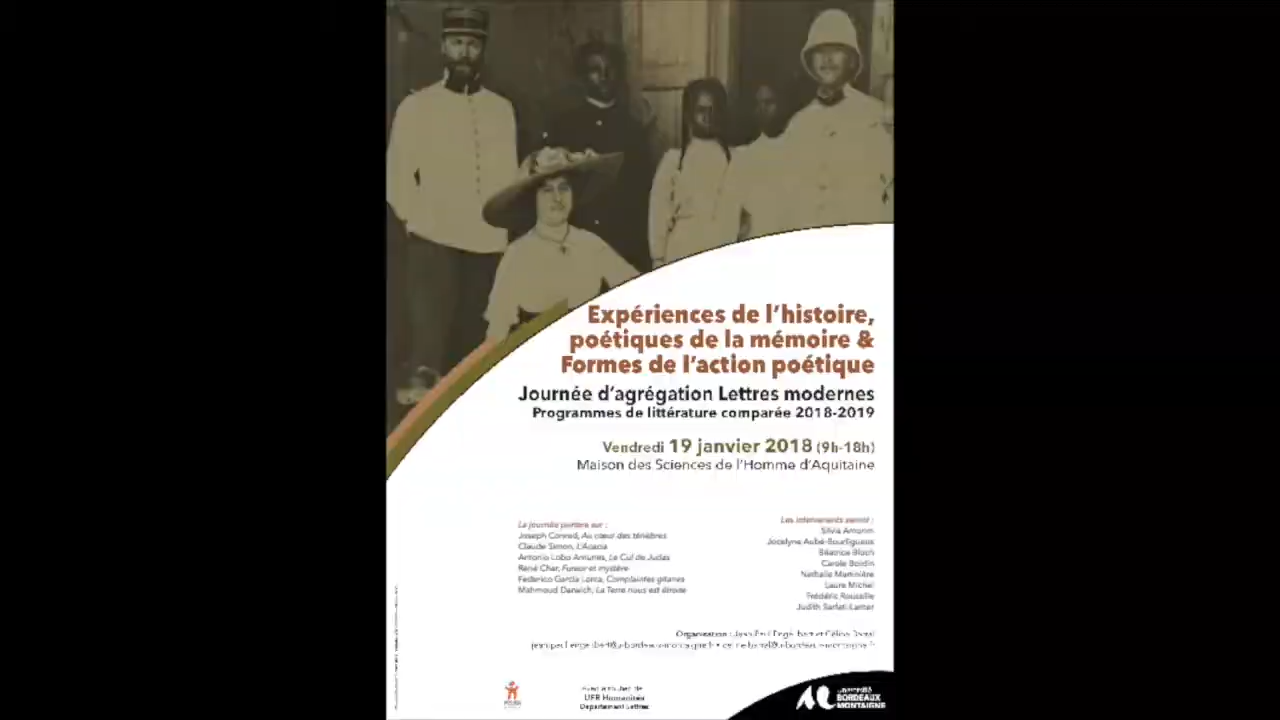 Expériences de l'histoire,
poétiques de la mémoire &
Formes de l'action poétique
Journée d'agrégation Lettres modernes
Programmes de littérature comparée 2018-2019
Vendredi 19 janvier 2018 (9h-18h)
Maison des Sciences de l'Homme d'Aquitaine
La journée portera sur :
Joseph Conrad, Au cœur des ténèbres
Claude Simon, L'Acacia
Antonio Lobo Antunes, Le Cul de Judas
René Char, Fureur et mystère
Federico García Lorca, Complaintes gitanes
Mahmoud Darwich, La Terre nous est étroite
Les intervenants seront :
Silvia Amorim
Jocelyne Aubé-Bourligueux
Béatrice Bloch
Carole Boidin
Nathalie Martinière
Laure Michel
Frédéric
Judith Sarfati-Lanter
Organisation :
UFR Humanités
Département Lettres
Université
BORDEAUX
MONTAIGNE